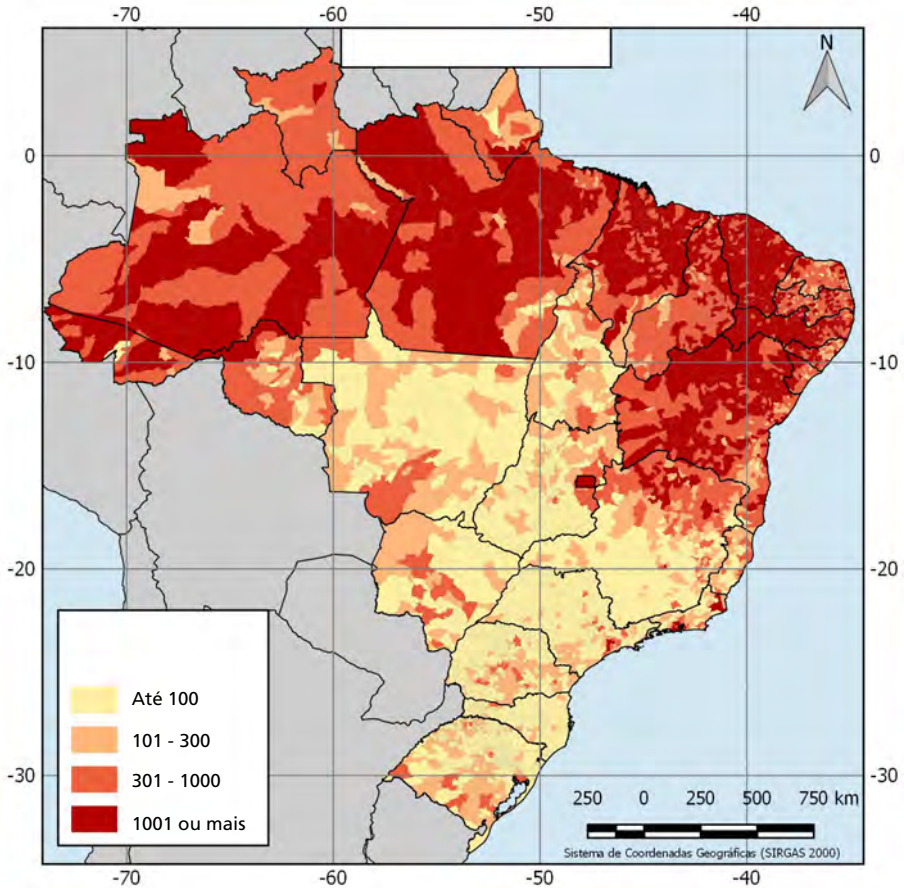 -70 -60 -50 -40
N
0 0
-10 -10
-20 -20
-30 -30
Até 100
101 - 300
301 - 1000
1001 ou mais
250 0 250 500 750 km
Sistema de Coordenadas Geográficas (SIRGAS 2000)
-70 -60 -50 -40